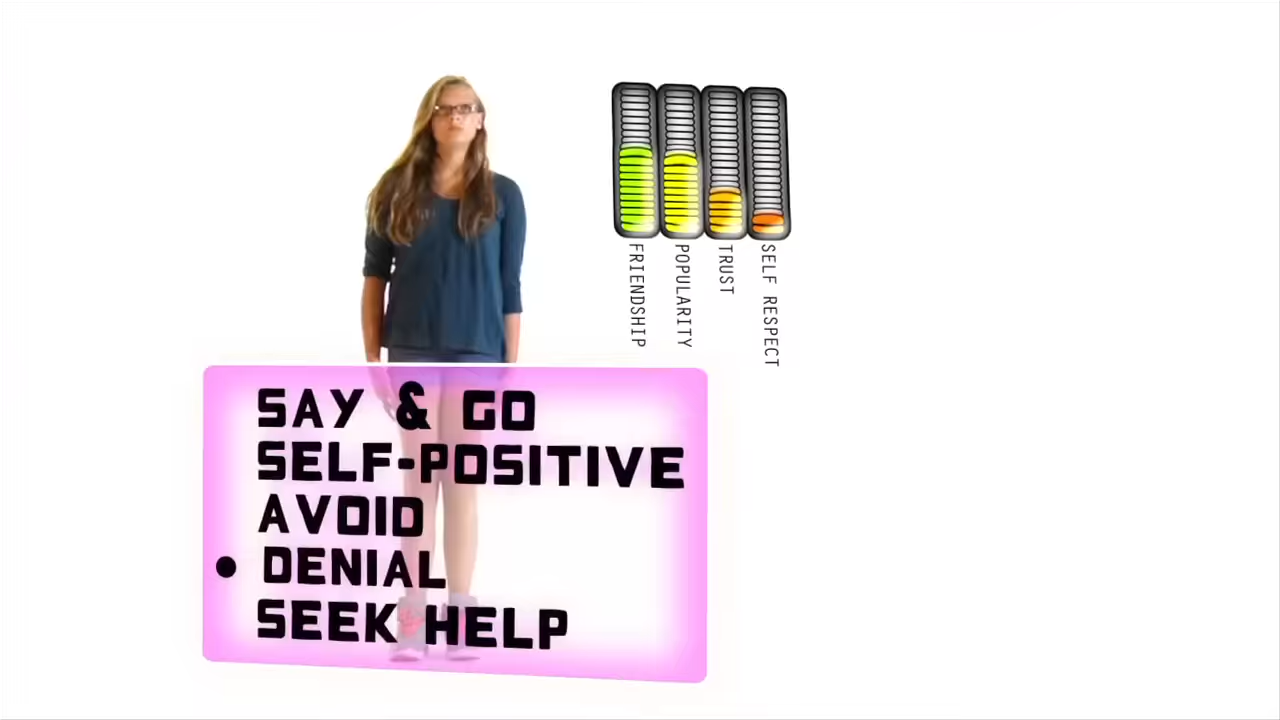 FRIENDSHIP
POPULARITY
TRUST
SELF RESPECT
SAY & GO
SELF-POSITIVE
AVOID
• DENIAL
SEEK HELP